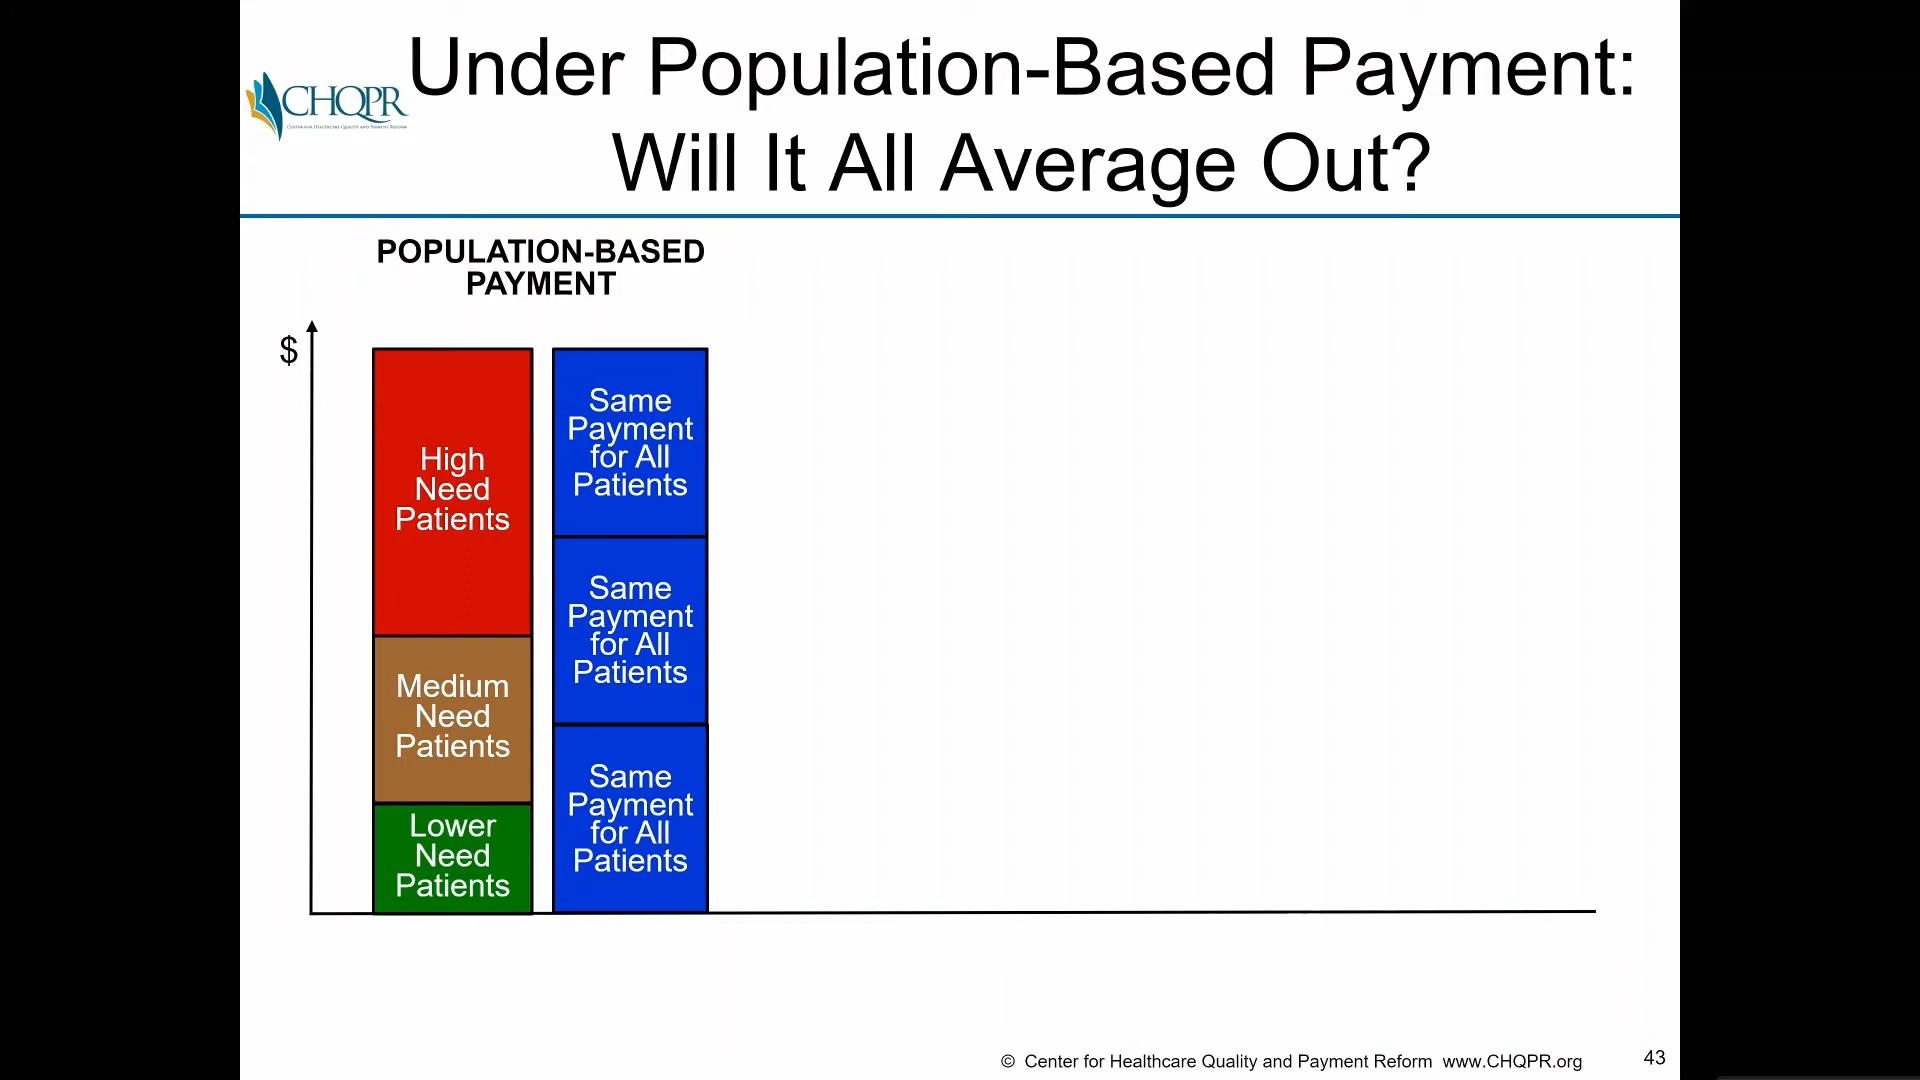 Under Population-Based Payment:
Will It All Average Out?
CHQPR
CENTER FOR HEALTHCARE QUALITY AND PAYMENT REFORM
POPULATION-BASED
PAYMENT
$
High
Need
Patients
Medium
Need
Patients
Lower
Need
Patients
Same
Payment
for All
Patients
Same
Payment
for All
Patients
Same
Payment
for All
Patients
© Center for Healthcare Quality and Payment Reform www.CHQPR.org
43